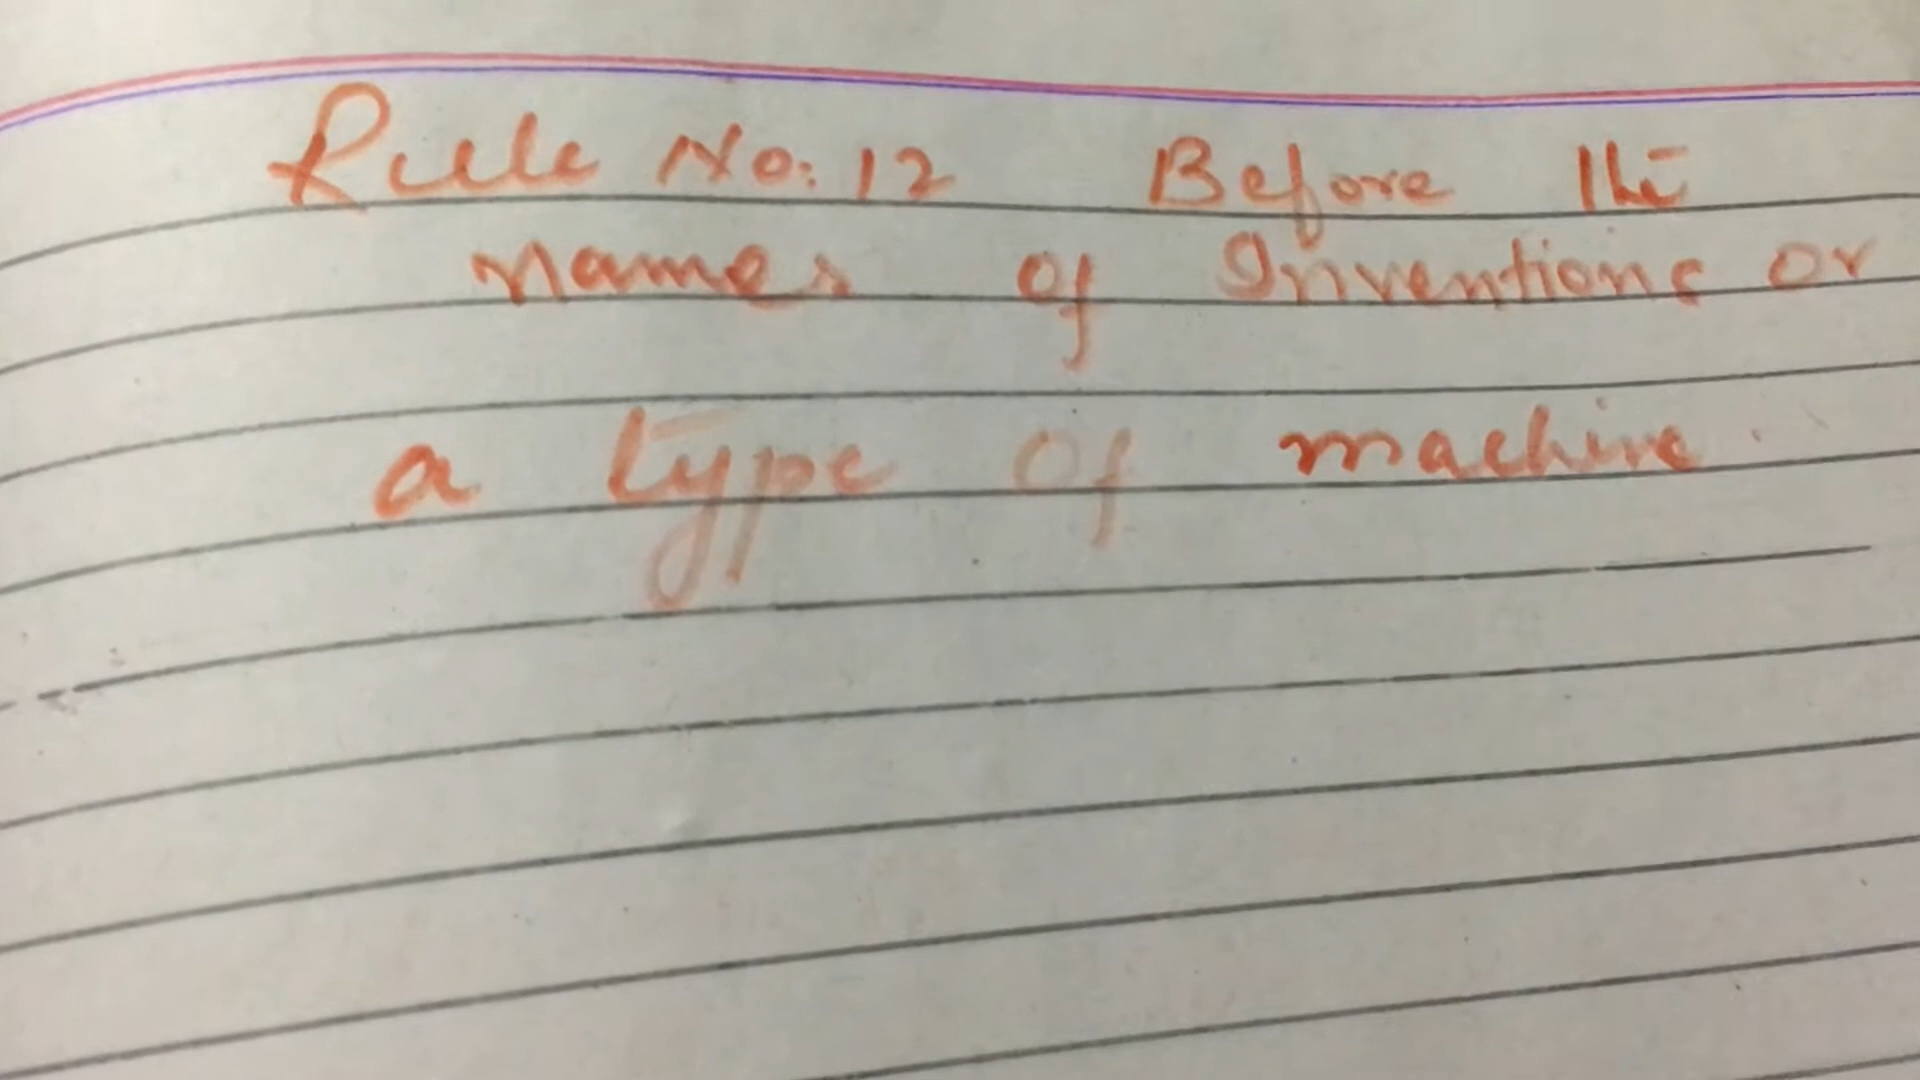 Rule No: 12 Before the
names of Inventions or
a type of machine.